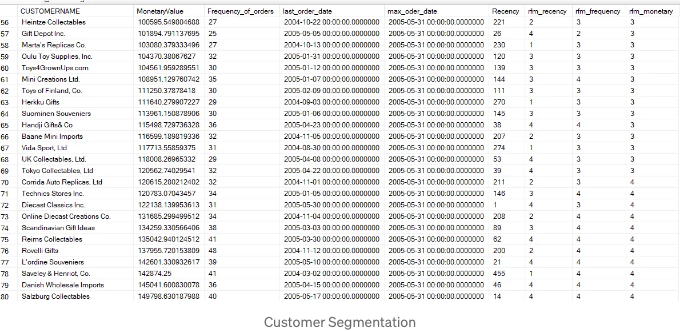 CUSTOMERNAME MonetaryValue Frequency_of_orders last_order_date max_oder_date Recency rfm_recency rfm_frequency rfm_monetary
56 Heintze Collectables 100595.549804688 27 2004-10-22 00:00:00.0000000 2005-05-31 00:00:00.0000000 221 2 3 3
57 Gift Depot Inc. 101894.791137695 25 2005-05-05 00:00:00.0000000 2005-05-31 00:00:00.0000000 26 4 2 3
58 Marta's Replicas Co. 103080.379333496 27 2004-10-13 00:00:00.0000000 2005-05-31 00:00:00.0000000 230 1 3 3
59 Oulu Toy Supplies, Inc. 104370.38067627 32 2005-01-31 00:00:00.0000000 2005-05-31 00:00:00.0000000 120 3 3 3
60 Toys4GrownUps.com 104561.959289551 30 2005-01-12 00:00:00.0000000 2005-05-31 00:00:00.0000000 139 3 3 3
61 Mini Creations Ltd. 108951.129760742 35 2005-01-07 00:00:00.0000000 2005-05-31 00:00:00.0000000 144 3 4 3
62 Toys of Finland, Co. 111250.37878418 30 2005-02-09 00:00:00.0000000 2005-05-31 00:00:00.0000000 111 3 3 3
63 Herkku Gifts 111640.279907227 29 2004-09-03 00:00:00.0000000 2005-05-31 00:00:00.0000000 270 1 3 3
64 Suominen Souveniers 113961.150878906 30 2005-01-06 00:00:00.0000000 2005-05-31 00:00:00.0000000 145 3 3 3
65 Handji Gifts& Co 115498.729736328 36 2005-04-23 00:00:00.0000000 2005-05-31 00:00:00.0000000 38 4 4 3
66 Baane Mini Imports 116599.189819336 32 2004-11-05 00:00:00.0000000 2005-05-31 00:00:00.0000000 207 2 3 3
67 Vida Sport, Ltd 117713.55859375 31 2004-08-30 00:00:00.0000000 2005-05-31 00:00:00.0000000 274 1 3 3
68 UK Collectables, Ltd. 118008.26965332 29 2005-04-08 00:00:00.0000000 2005-05-31 00:00:00.0000000 53 4 3 3
69 Tokyo Collectables, Ltd 120562.74029541 32 2005-04-22 00:00:00.0000000 2005-05-31 00:00:00.0000000 39 4 3 3
70 Corrida Auto Replicas, Ltd 120615.280212402 32 2004-11-01 00:00:00.0000000 2005-05-31 00:00:00.0000000 211 2 3 4
71 Technics Stores Inc. 120783.07043457 34 2005-01-05 00:00:00.0000000 2005-05-31 00:00:00.0000000 146 3 4 4
72 Diecast Classics Inc. 122138.139953613 31 2005-05-30 00:00:00.0000000 2005-05-31 00:00:00.0000000 1 4 3 4
73 Online Diecast Creations Co. 131685.299499512 34 2004-11-04 00:00:00.0000000 2005-05-31 00:00:00.0000000 208 2 4 4
74 Scandinavian Gift Ideas 134259.330566406 38 2005-03-03 00:00:00.0000000 2005-05-31 00:00:00.0000000 89 3 4 4
75 Reims Collectables 135042.940124512 41 2005-03-30 00:00:00.0000000 2005-05-31 00:00:00.0000000 62 4 4 4
76 Rovelli Gifts 137955.720153809 48 2004-11-12 00:00:00.0000000 2005-05-31 00:00:00.0000000 200 2 4 4
77 L'ordine Souveniers 142601.330932617 39 2005-05-10 00:00:00.0000000 2005-05-31 00:00:00.0000000 21 4 4 4
78 Saveley & Henriot, Co. 142874.25 41 2004-03-02 00:00:00.0000000 2005-05-31 00:00:00.0000000 455 1 4 4
79 Danish Wholesale Imports 145041.600830078 36 2005-04-15 00:00:00.0000000 2005-05-31 00:00:00.0000000 46 4 4 4
80 Salzburg Collectables 149798.630187988 40 2005-05-17 00:00:00.0000000 2005-05-31 00:00:00.0000000 14 4 4 4
Customer Segmentation